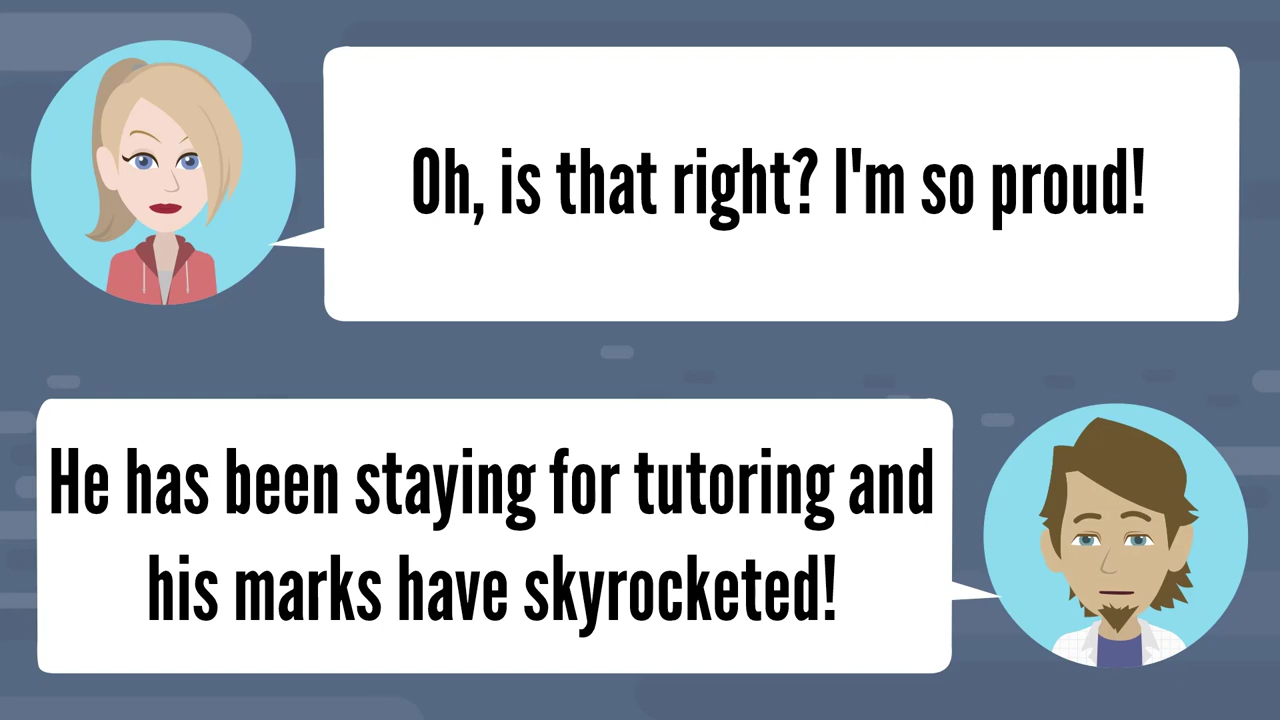 Oh, is that right? I'm so proud!
He has been staying for tutoring and
his marks have skyrocketed!